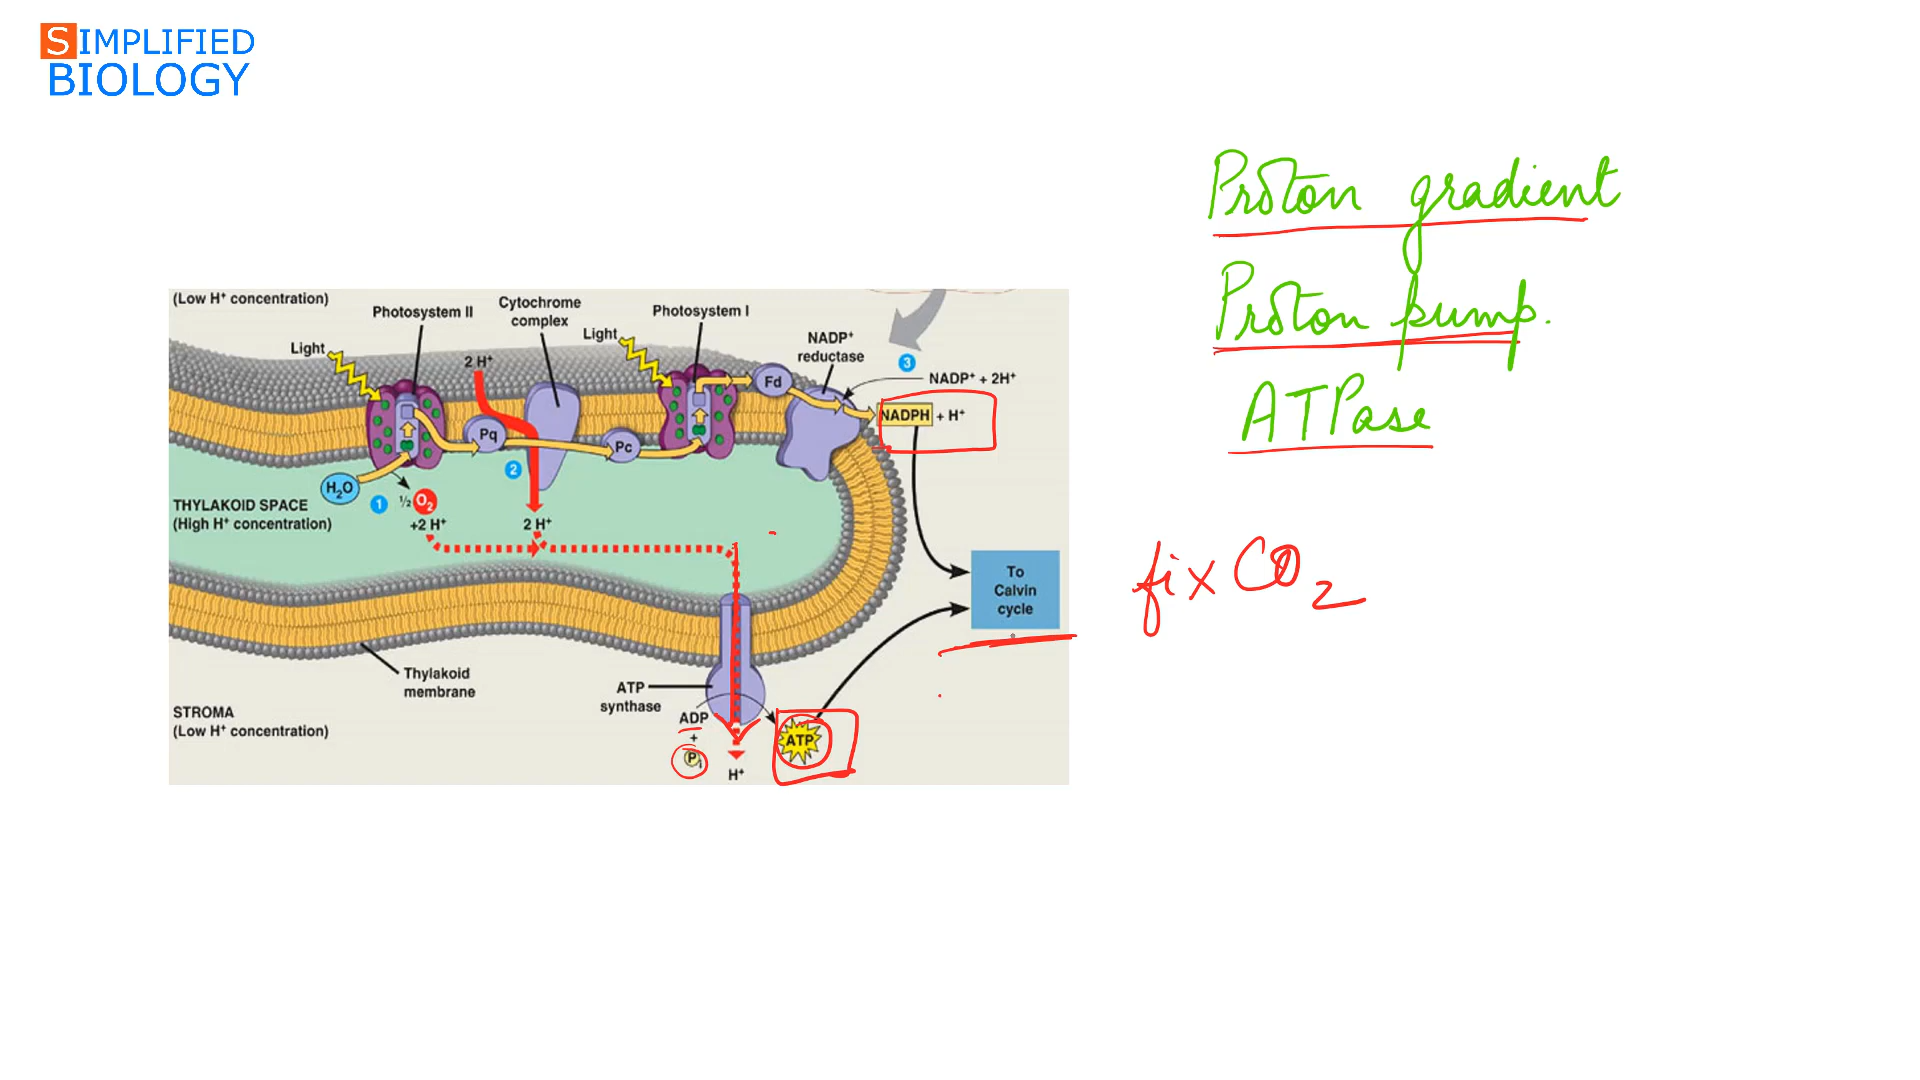 SIMPLIFIED
BIOLOGY
Proton gradient
Proton pump.
ATPase
fix CO2
(Low H⁺ concentration)
Photosystem II
Cytochrome
complex
Photosystem I
Light
Light
2 H⁺
NADP⁺
reductase
3
Fd
NADP⁺ + 2H⁺
NADPH + H⁺
Pq
Pc
2
H₂O
1
½ O₂
+2 H⁺
2 H⁺
THYLAKOID SPACE
(High H⁺ concentration)
To
Calvin
cycle
Thylakoid
membrane
ATP
synthase
STROMA
(Low H⁺ concentration)
ADP
+
Pi
ATP
H⁺